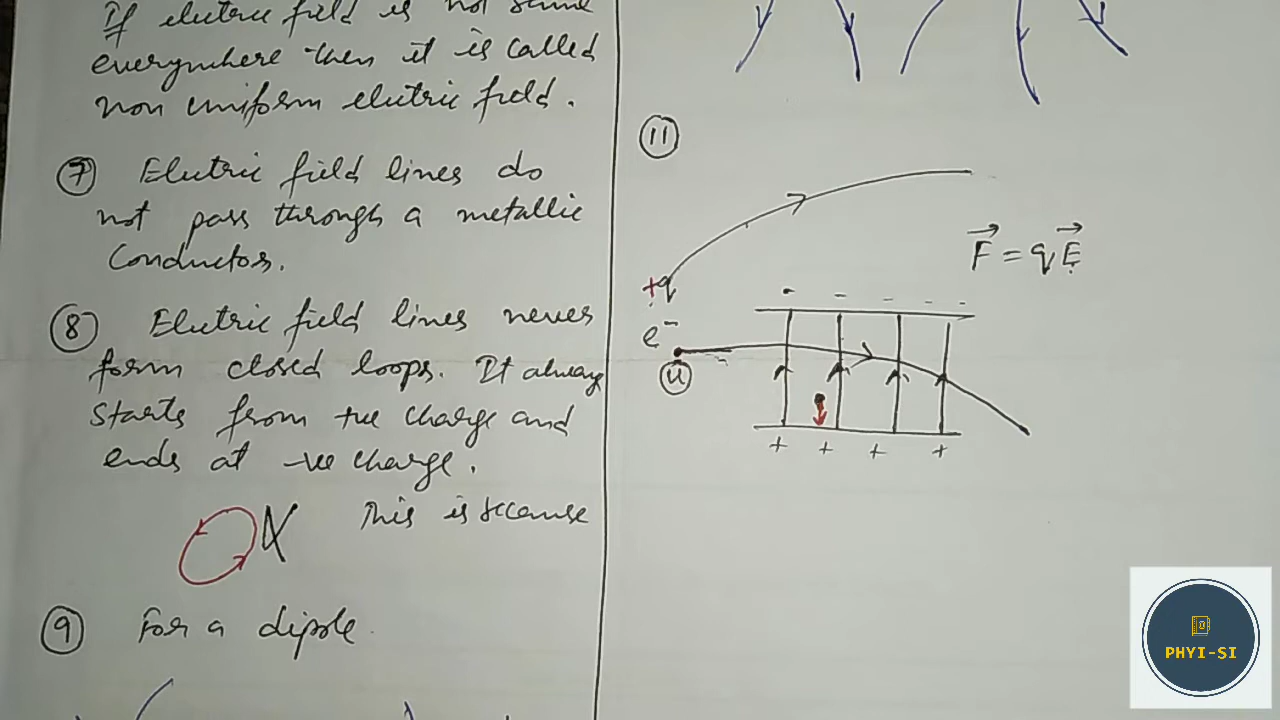 If electric field is not same
everywhere then it is called
non uniform electric field.
⑦ Electric field lines do
not pass through a metallic
Conductor.
⑧ Electric field lines never
form closed loops. It always
starts from +ve charge and
ends at -ve charge.
This is because
⑨ For a dipole.
⑪
+q
F = qE
- - - - -
e⁻
u
+ + + +
PHYI-SI